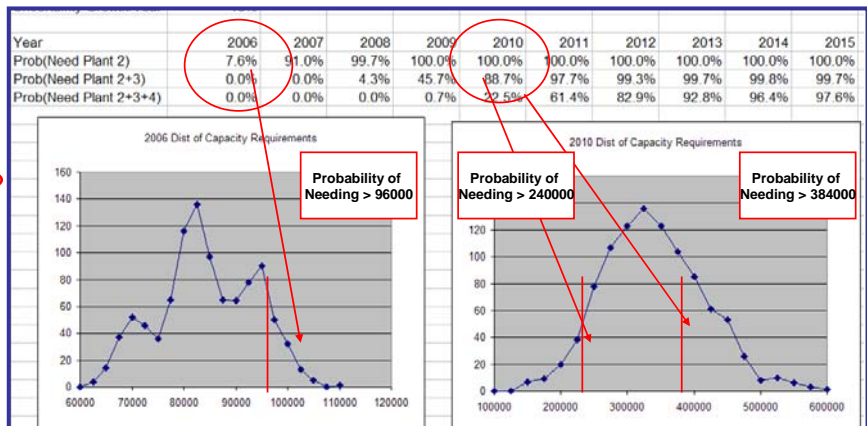 Year 2006 2007 2008 2009 2010 2011 2012 2013 2014 2015
Prob(Need Plant 2) 7.6% 91.0% 99.7% 100.0% 100.0% 100.0% 100.0% 100.0% 100.0% 100.0%
Prob(Need Plant 2+3) 0.0% 0.0% 4.3% 45.7% 88.7% 97.7% 99.3% 99.7% 99.8% 99.7%
Prob(Need Plant 2+3+4) 0.0% 0.0% 0.0% 0.7% 22.5% 61.4% 82.9% 92.8% 96.4% 97.6%
2006 Dist of Capacity Requirements
Probability of
Needing > 96000
160
140
120
100
80
60
40
20
0
60000 70000 80000 90000 100000 110000 120000
2010 Dist of Capacity Requirements
Probability of
Needing > 240000
Probability of
Needing > 384000
120
100
80
60
40
20
0
100000 200000 300000 400000 500000 600000